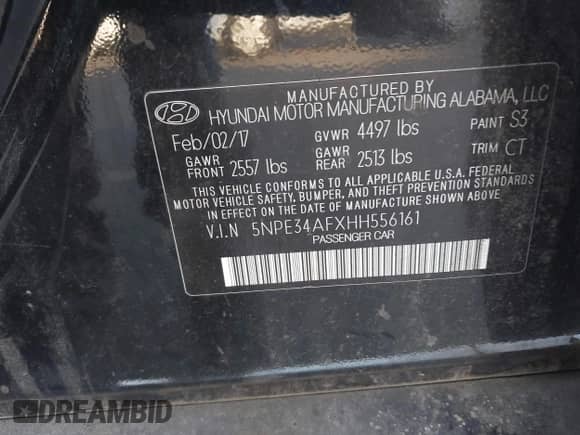 MANUFACTURED BY
HYUNDAI MOTOR MANUFACTURING ALABAMA, LLC
Feb/02/17 GVWR 4497 lbs PAINT S3
GAWR FRONT 2557 lbs GAWR REAR 2513 lbs TRIM CT
THIS VEHICLE CONFORMS TO ALL APPLICABLE U.S.A. FEDERAL
MOTOR VEHICLE SAFETY, BUMPER, AND THEFT PREVENTION STANDARDS
IN EFFECT ON THE DATE OF MANUFACTURE SHOWN ABOVE
V.I.N 5NPE34AFXHH556161
PASSENGER CAR
DREAMBID